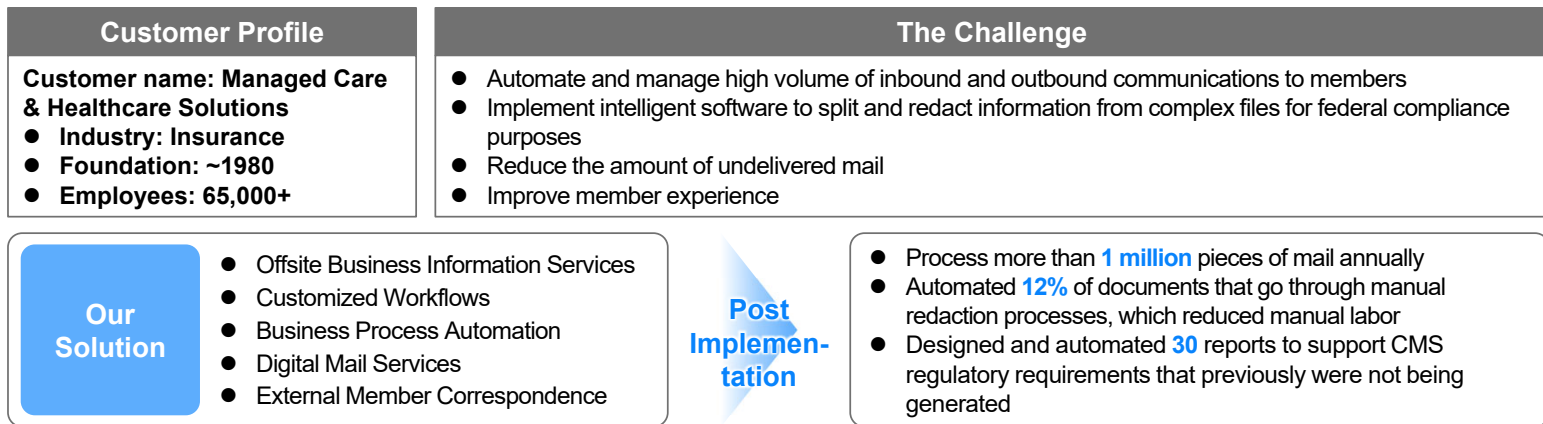 Customer Profile
Customer name: Managed Care
& Healthcare Solutions
● Industry: Insurance
● Foundation: ~1980
● Employees: 65,000+
The Challenge
● Automate and manage high volume of inbound and outbound communications to members
● Implement intelligent software to split and redact information from complex files for federal compliance
purposes
● Reduce the amount of undelivered mail
● Improve member experience
Our
Solution
● Offsite Business Information Services
● Customized Workflows
● Business Process Automation
● Digital Mail Services
● External Member Correspondence
Post
Implemen-
tation
● Process more than 1 million pieces of mail annually
● Automated 12% of documents that go through manual
redaction processes, which reduced manual labor
● Designed and automated 30 reports to support CMS
regulatory requirements that previously were not being
generated